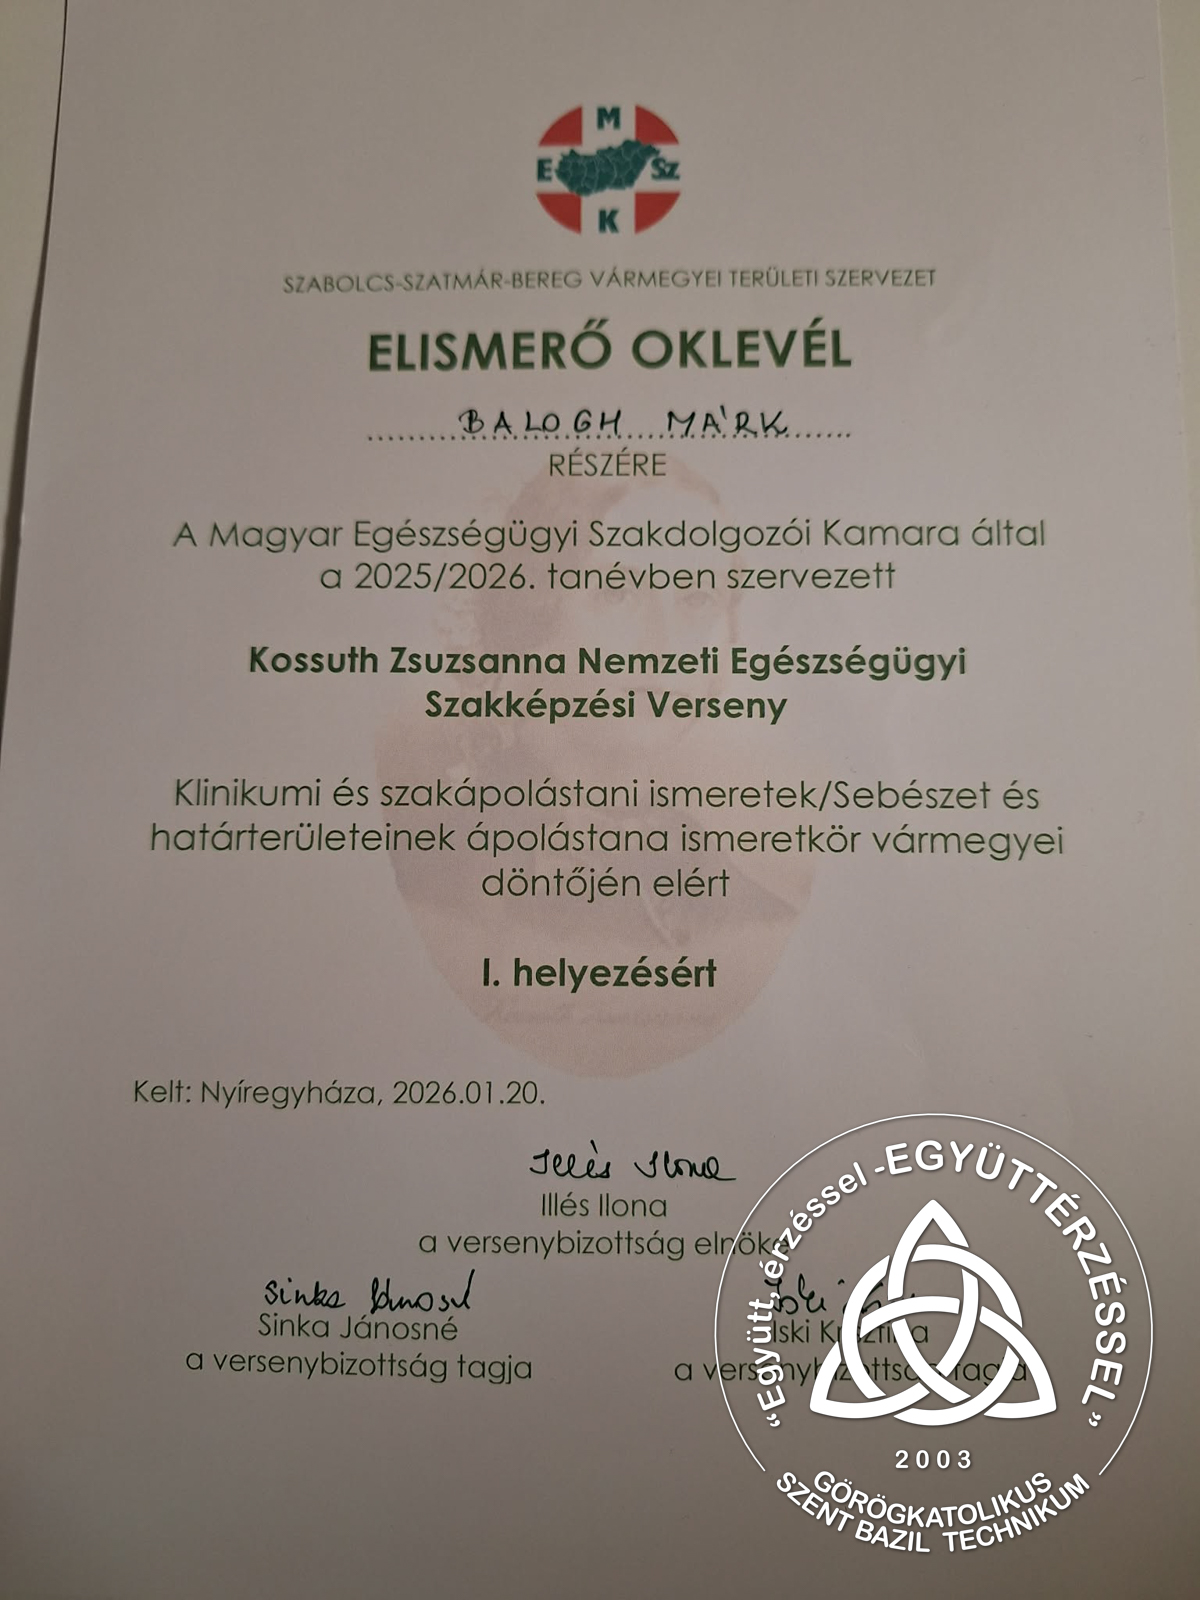 M
E Sz
K
SZABOLCS-SZATMÁR-BEREG VÁRMEGYEI TERÜLETI SZERVEZET
ELISMERŐ OKLEVÉL
BALOGH MÁRK
RÉSZÉRE
A Magyar Egészségügyi Szakdolgozói Kamara által
a 2025/2026. tanévben szervezett
Kossuth Zsuzsanna Nemzeti Egészségügyi
Szakképzési Verseny
Klinikumi és szakápolástani ismeretek/Sebészet és
határterületeinek ápolástana ismeretkör vármegyei
döntőjén elért
I. helyezésért
Kelt: Nyíregyháza, 2026.01.20.
Illés Ilona
Illés Ilona
a versenybizottság elnöke
Sinka Jánosné
Sinka Jánosné
a versenybizottság tagja
a versenybizottság tagja
"Együtt, érzéssel -EGYÜTTÉRZÉSSEL"
2003
GÖRÖGKATOLIKUS
SZENT BAZIL TECHNIKUM